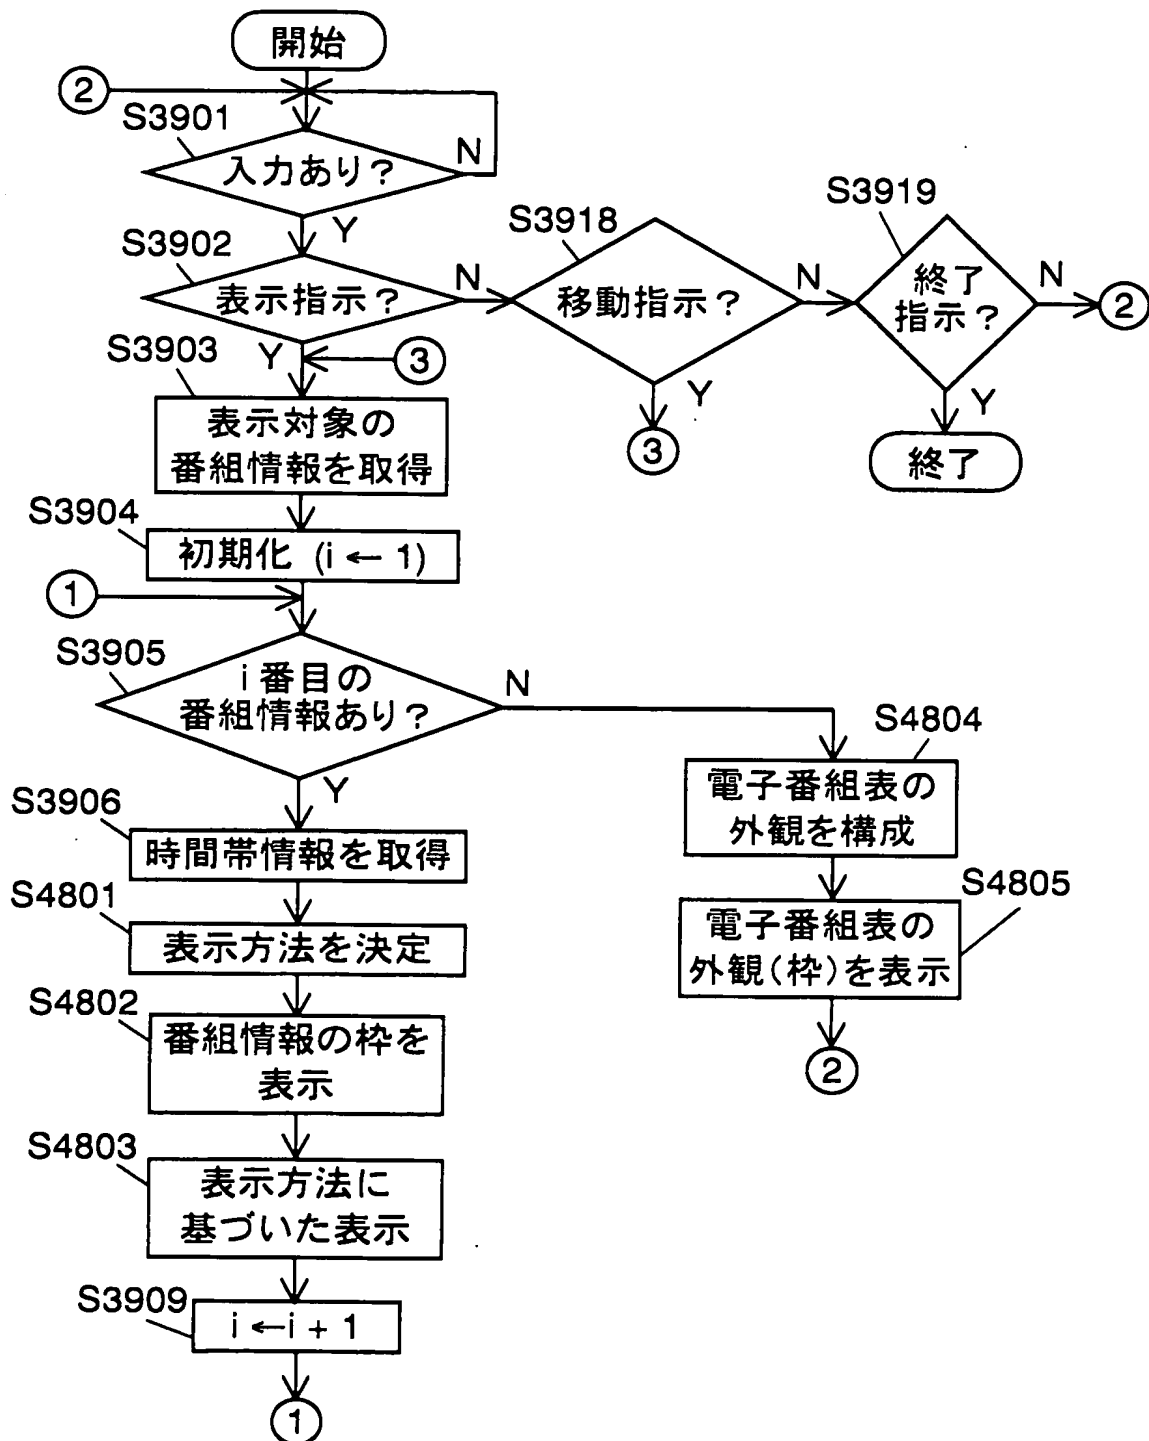 開始
②
S3901
入力あり？
N
Y
S3902
表示指示？
N
Y
S3918
移動指示？
N
Y
③
S3919
終了
指示？
N
②
Y
終了
③
S3903
表示対象の
番組情報を取得
S3904
初期化 (i ← 1)
①
S3905
i 番目の
番組情報あり？
N
Y
S3906
時間帯情報を取得
S4801
表示方法を決定
S4802
番組情報の枠を
表示
S4803
表示方法に
基づいた表示
S3909
i ← i + 1
①
S4804
電子番組表の
外観を構成
S4805
電子番組表の
外観(枠)を表示
②